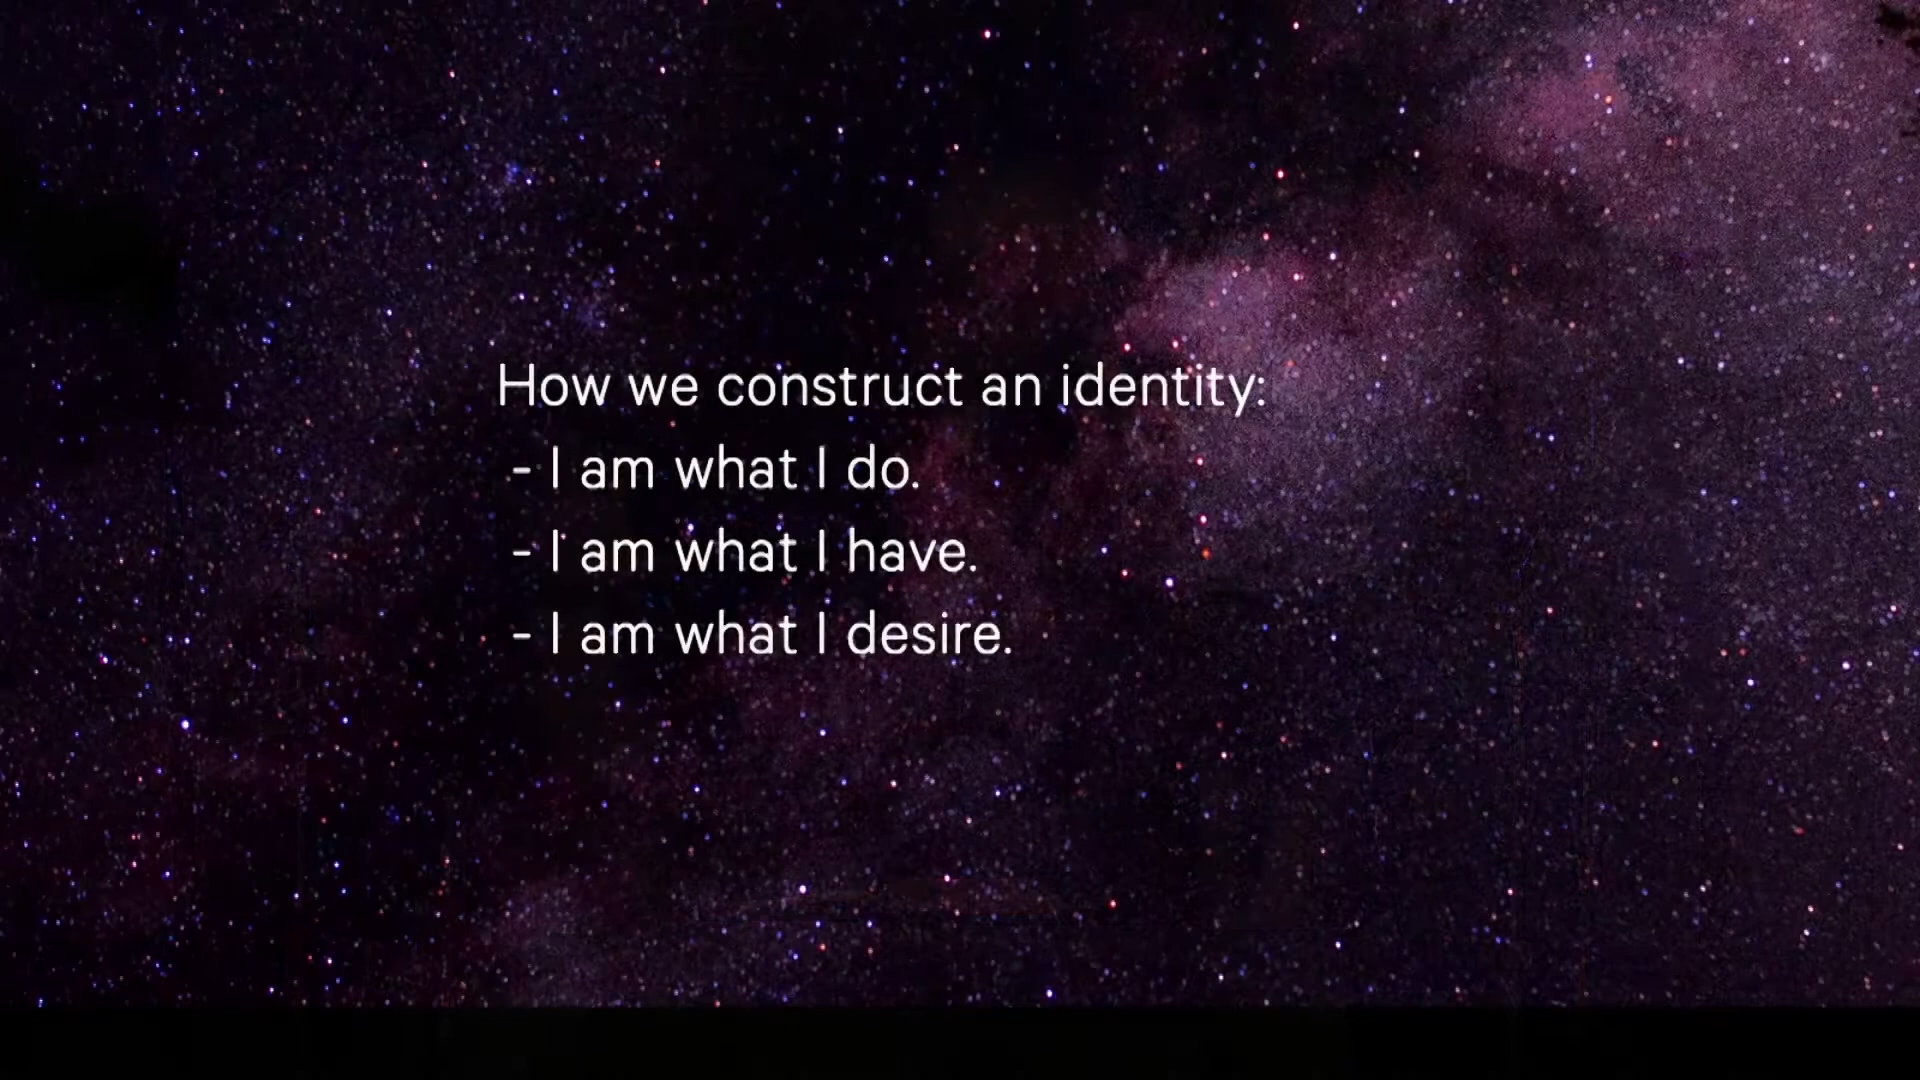 How we construct an identity:
- I am what I do.
- I am what I have.
- I am what I desire.